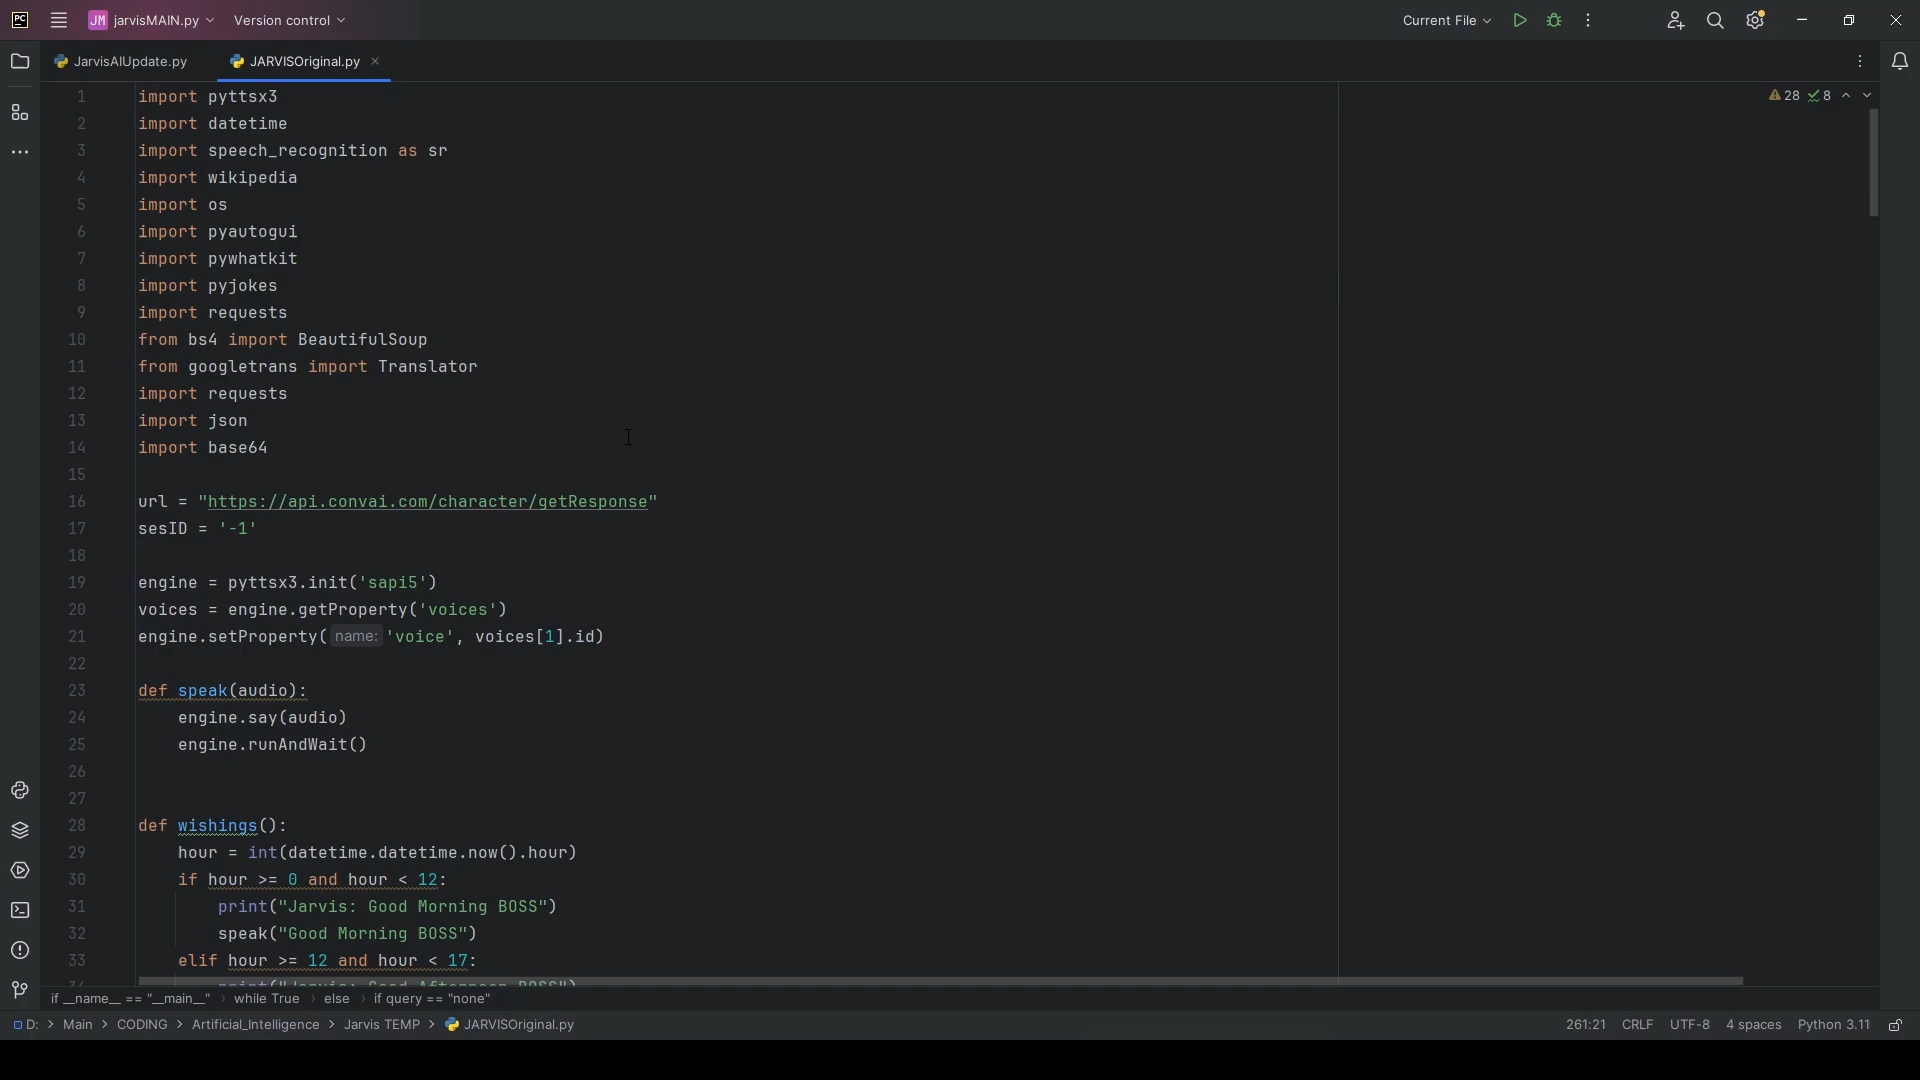 PC JM jarvisMAIN.py Version control Current File
JarvisAIUpdate.py JARVISOriginal.py
28 8
1 import pyttsx3
2 import datetime
3 import speech_recognition as sr
4 import wikipedia
5 import os
6 import pyautogui
7 import pywhatkit
8 import pyjokes
9 import requests
10 from bs4 import BeautifulSoup
11 from googletrans import Translator
12 import requests
13 import json
14 import base64
15
16 url = "https://api.convai.com/character/getResponse"
17 sesID = '-1'
18
19 engine = pyttsx3.init('sapi5')
20 voices = engine.getProperty('voices')
21 engine.setProperty( name: 'voice', voices[1].id)
22
23 def speak(audio):
24 engine.say(audio)
25 engine.runAndWait()
26
27
28 def wishings():
29 hour = int(datetime.datetime.now().hour)
30 if hour >= 0 and hour < 12:
31 print("Jarvis: Good Morning BOSS")
32 speak("Good Morning BOSS")
33 elif hour >= 12 and hour < 17:
34 print("Jarvis: Good Afternoon BOSS")
if __name__ == "__main__" › while True › else › if query == "none"
D: > Main > CODING > Artificial_Intelligence > Jarvis TEMP > JARVISOriginal.py 261:21 CRLF UTF-8 4 spaces Python 3.11